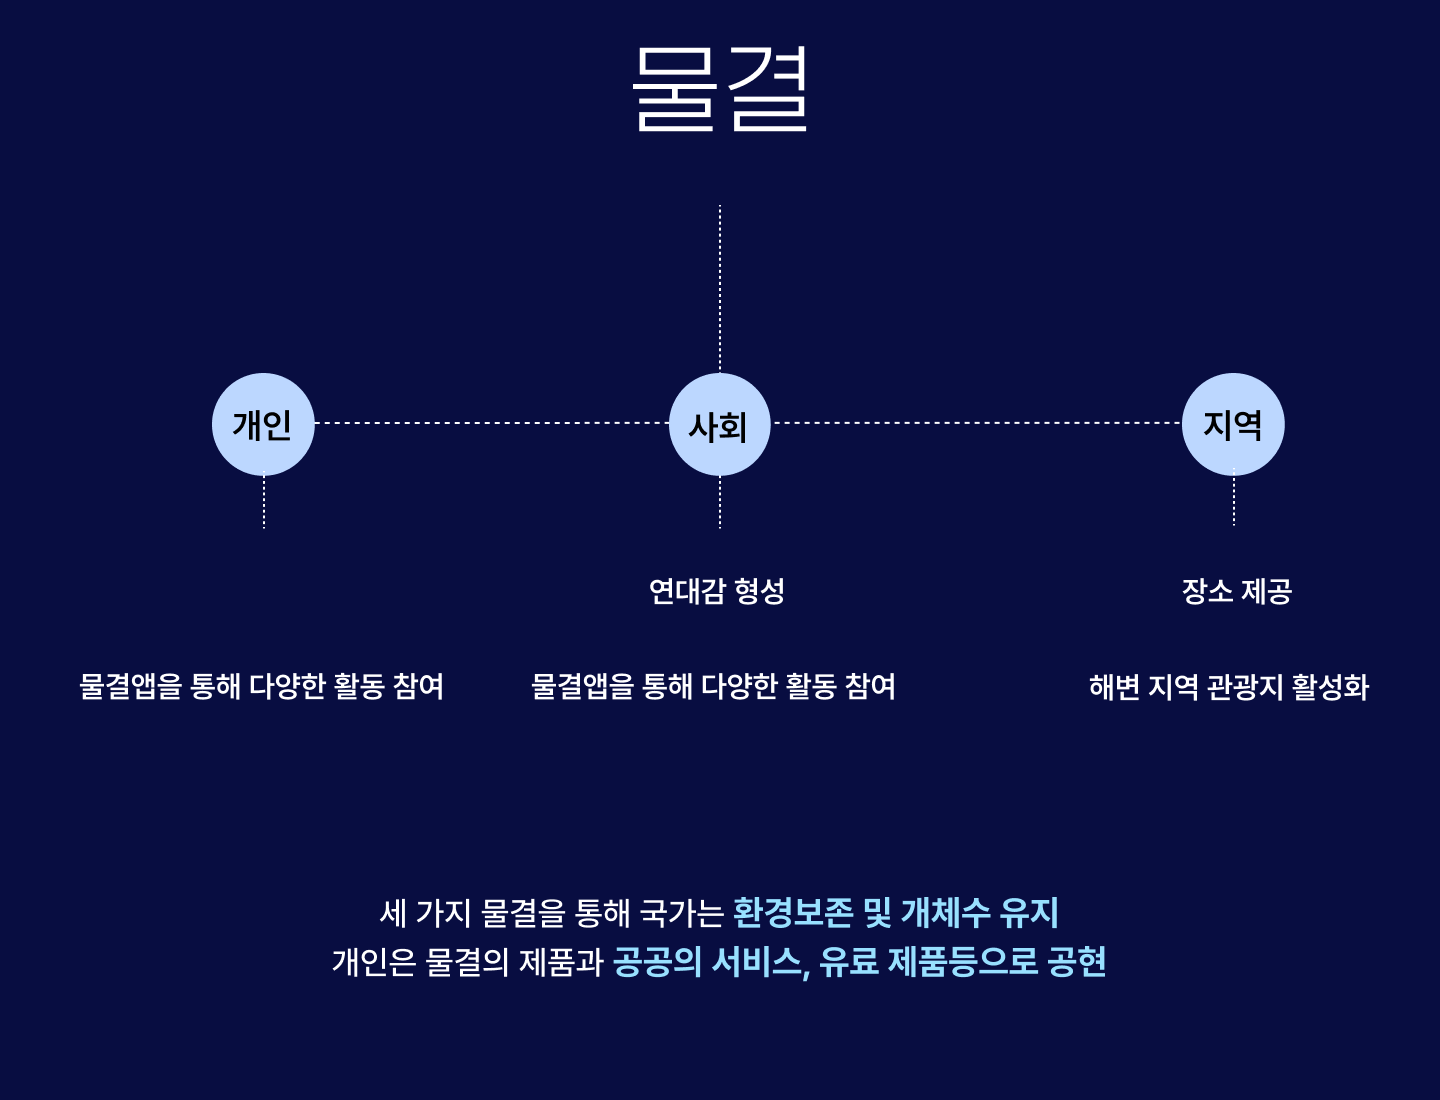 물결
개인
사회
지역
연대감 형성
장소 제공
물결앱을 통해 다양한 활동 참여
물결앱을 통해 다양한 활동 참여
해변 지역 관광지 활성화
세 가지 물결을 통해 국가는 환경보존 및 개체수 유지
개인은 물결의 제품과 공공의 서비스, 유료 제품등으로 공현